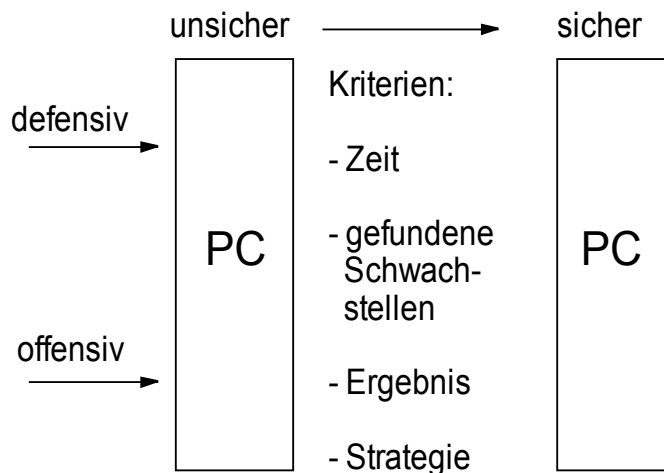 unsicher
sicher
Kriterien:
defensiv
- Zeit
PC
- gefundene
Schwach-
stellen
PC
offensiv
- Ergebnis
- Strategie